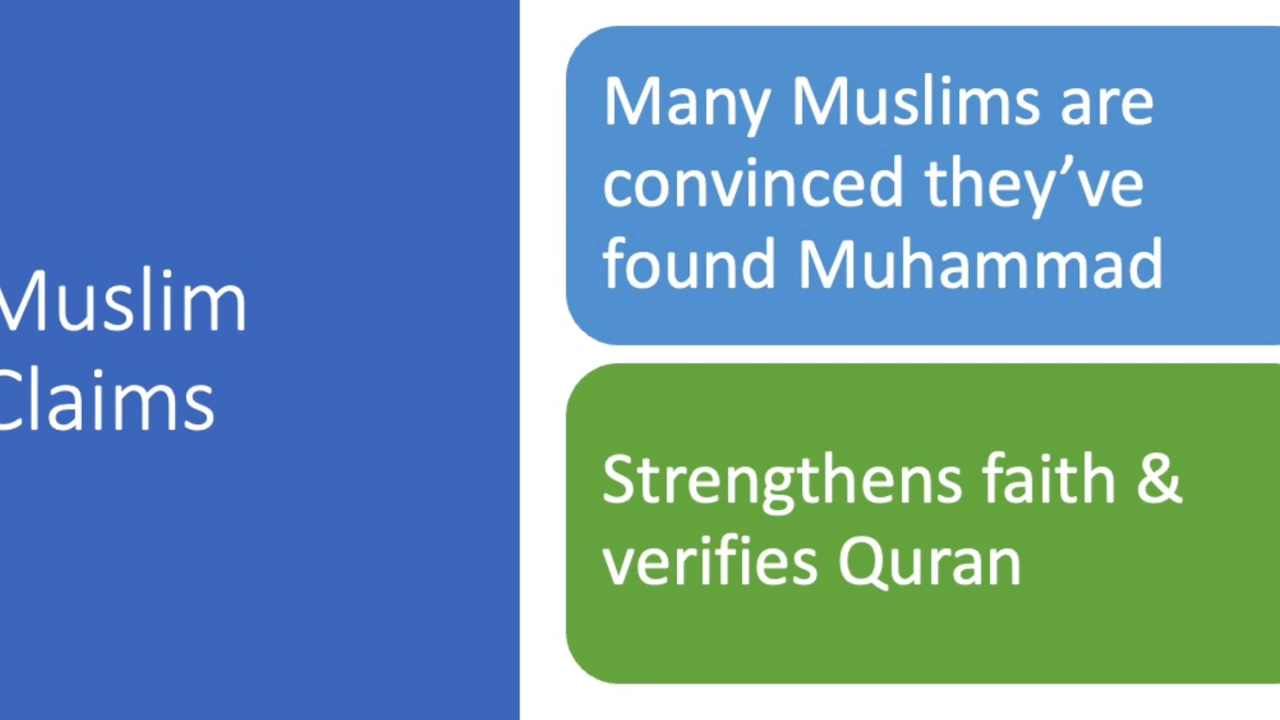 Muslim
Claims
Many Muslims are
convinced they’ve
found Muhammad
Strengthens faith &
verifies Quran